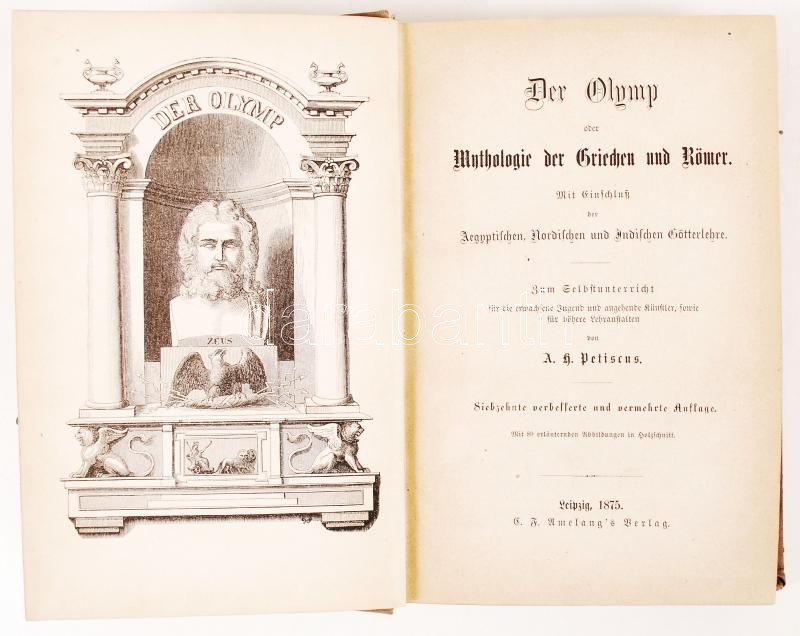 DER OLYMP
ZEUS
Der Olymp
oder
Mythologie der Griechen und Römer.
Mit Einschluß
der
Aegyptischen, Nordischen und Indischen Götterlehre.
Zum Selbstunterricht
für die erwachsene Jugend und angehende Künstler, sowie
für höhere Lehranstalten
von
A. H. Petiscus.
Siebzehnte verbesserte und vermehrte Auflage.
Mit erläuternden Abbildungen in Holzschnitt.
Leipzig, 1875.
C. F. Amelang's Verlag.
darabanth